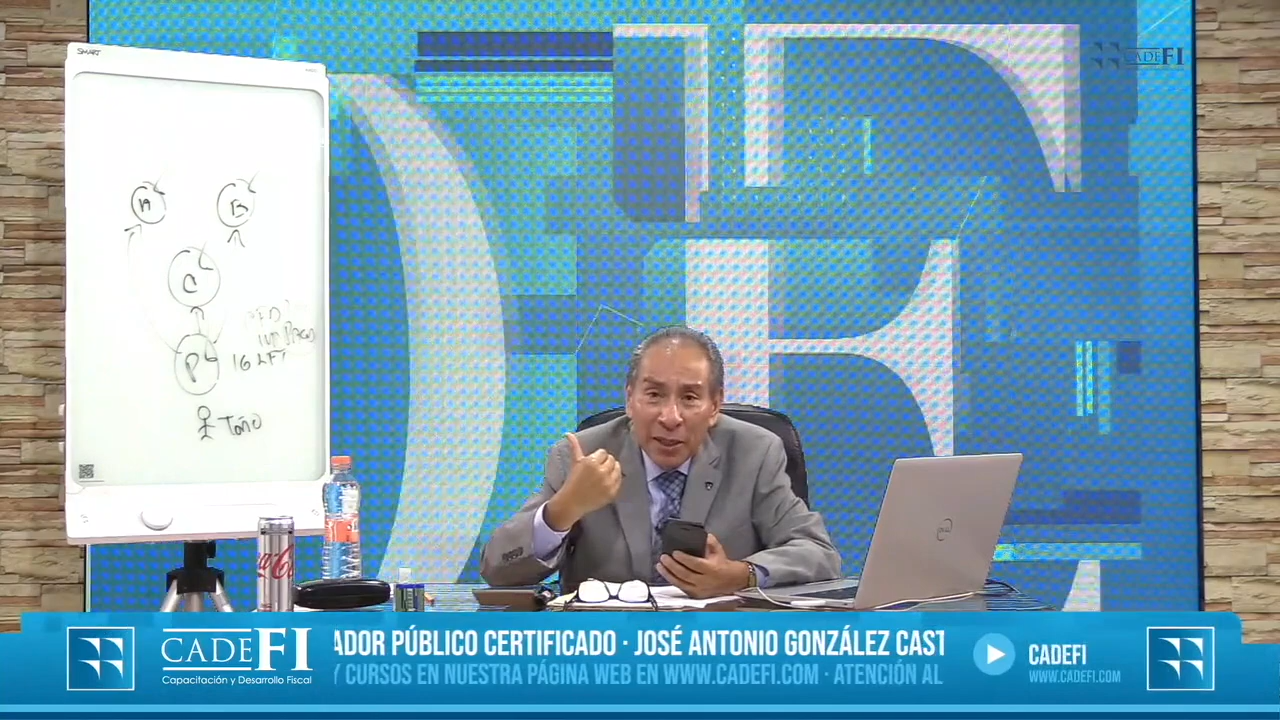 SMART
A
B
C
P
16 LFT
Toño
CADEFI
Coca
CADEFI
Capacitación y Desarrollo Fiscal
ADOR PÚBLICO CERTIFICADO · JOSÉ ANTONIO GONZÁLEZ CAST
Y CURSOS EN NUESTRA PÁGINA WEB EN WWW.CADEFI.COM · ATENCIÓN AL
CADEFI
WWW.CADEFI.COM